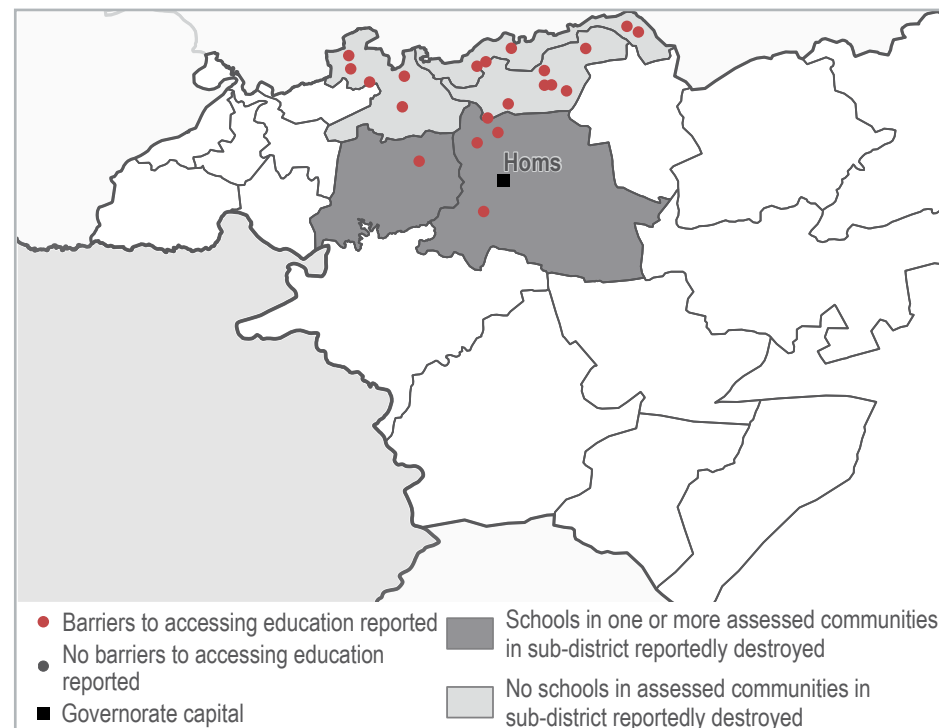 Homs
Barriers to accessing education reported
No barriers to accessing education
reported
Governorate capital
Schools in one or more assessed communities
in sub-district reportedly destroyed
No schools in assessed communities in
sub-district reportedly destroyed